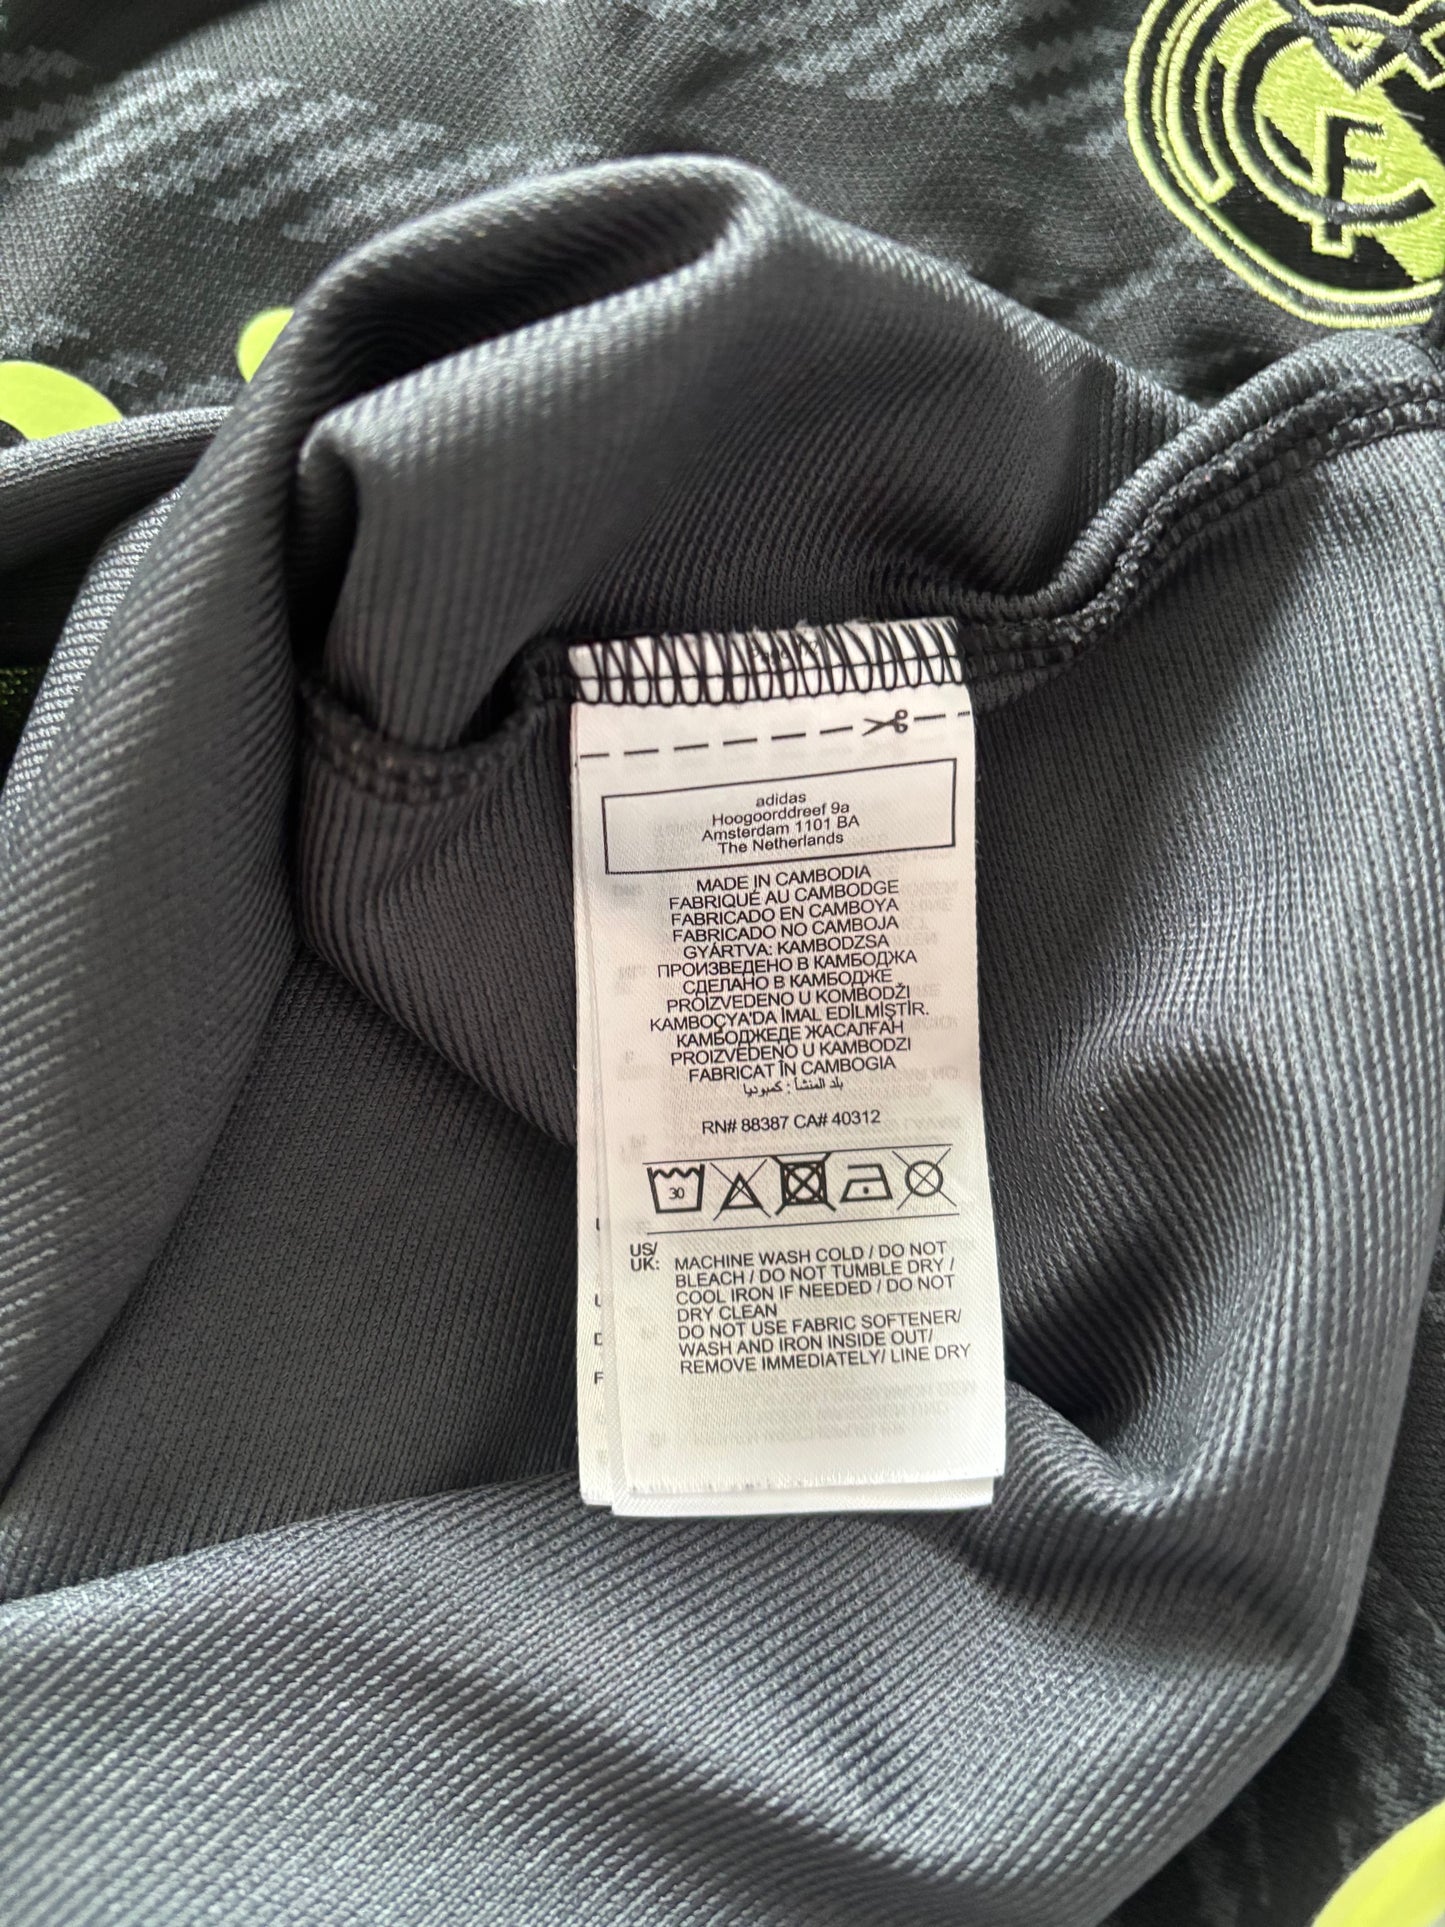 adidas
Hoogoorddreef 9a
Amsterdam 1101 BA
The Netherlands
MADE IN CAMBODIA
FABRIQUÉ AU CAMBODGE
FABRICADO EN CAMBOYA
FABRICADO NO CAMBOJA
GYÁRTVA: KAMBODZSA
ПРОИЗВЕДЕНО В КАМБОДЖА
СДЕЛАНО В КАМБОДЖЕ
PROIZVEDENO U KOMBODŽI
KAMBOÇYA'DA İMAL EDİLMİŞTİR.
КАМБОДЖЕДЕ ЖАСАЛҒАН
PROIZVEDENO U KAMBODZI
FABRICAT ÎN CAMBOGIA
بلد المنشأ : كمبوديا
RN# 88387 CA# 40312
30
US/
UK:
MACHINE WASH COLD / DO NOT
BLEACH / DO NOT TUMBLE DRY /
COOL IRON IF NEEDED / DO NOT
DRY CLEAN
DO NOT USE FABRIC SOFTENER/
WASH AND IRON INSIDE OUT/
REMOVE IMMEDIATELY/ LINE DRY